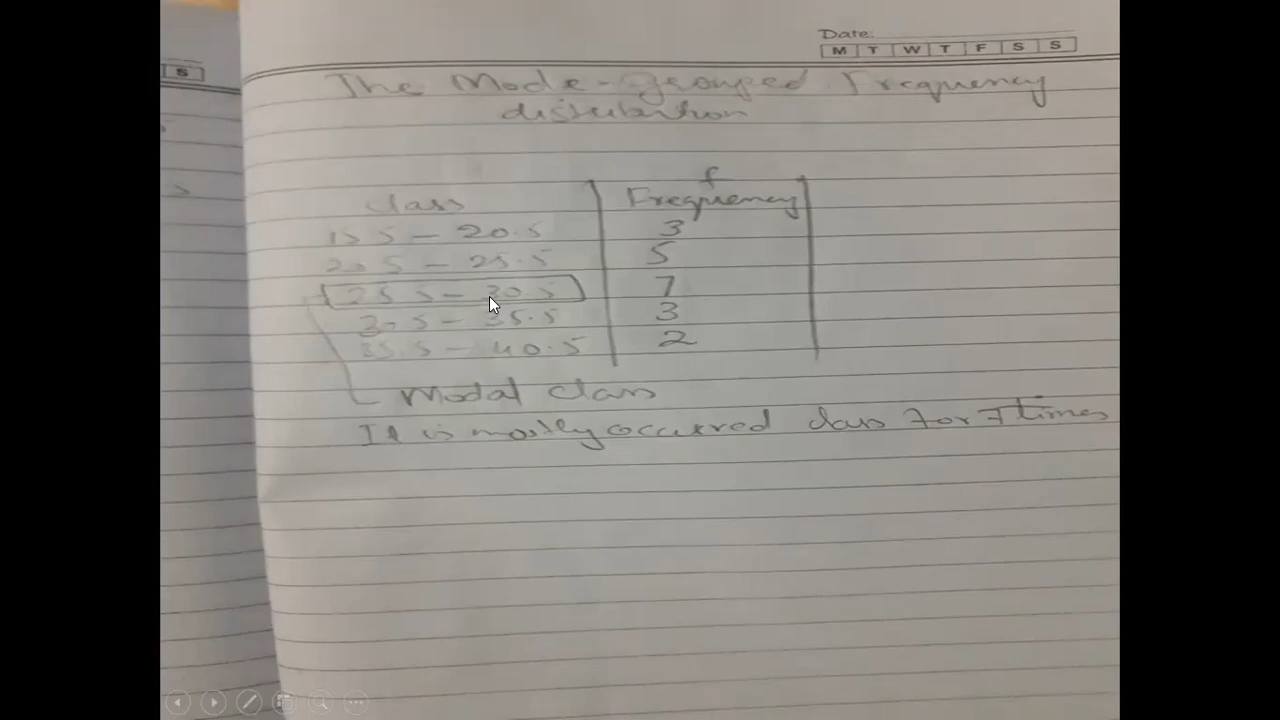 Date:
M T W T F S S
S
The Mode - grouped Frequency
distribution
f
class Frequency
15.5 - 20.5 3
20.5 - 25.5 5
25.5 - 30.5 7
30.5 - 35.5 3
35.5 - 40.5 2
Modal class
It is mostly occurred class for 7 times